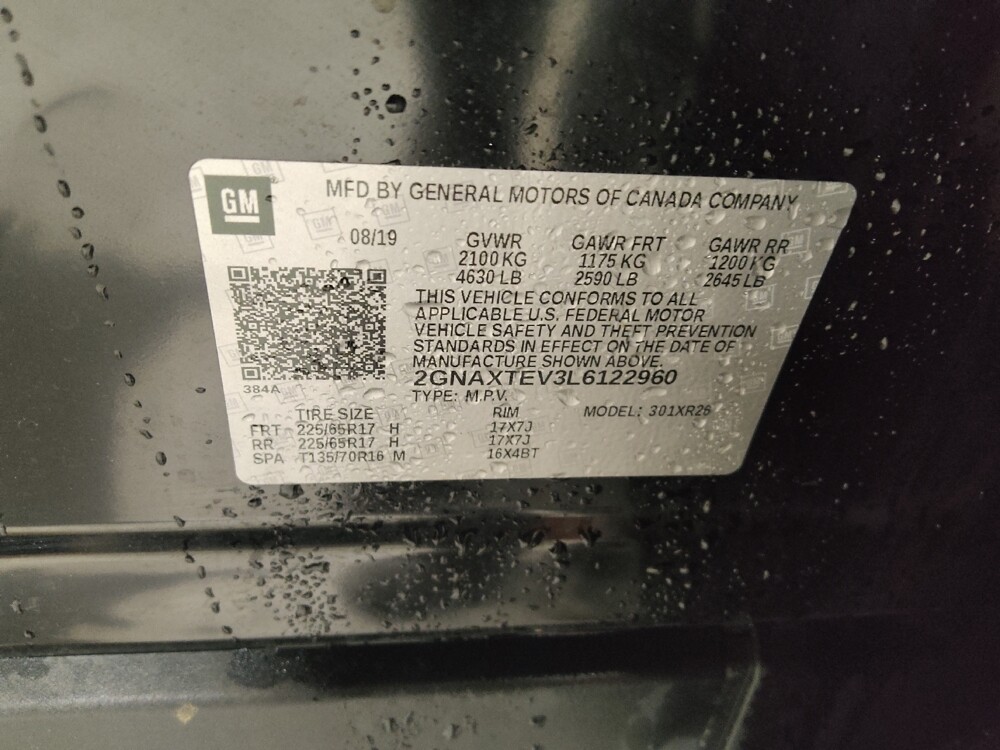 GM
MFD BY GENERAL MOTORS OF CANADA COMPANY
08/19 GVWR GAWR FRT GAWR RR
2100 KG 1175 KG 1200 KG
4630 LB 2590 LB 2645 LB
THIS VEHICLE CONFORMS TO ALL
APPLICABLE U.S. FEDERAL MOTOR
VEHICLE SAFETY AND THEFT PREVENTION
STANDARDS IN EFFECT ON THE DATE OF
MANUFACTURE SHOWN ABOVE.
2GNAXTEV3L6122960
384A TYPE: M.P.V.
TIRE SIZE RIM MODEL: 301XR26
FRT 225/65R17 H 17X7J
RR 225/65R17 H 17X7J
SPA T135/70R16 M 16X4BT